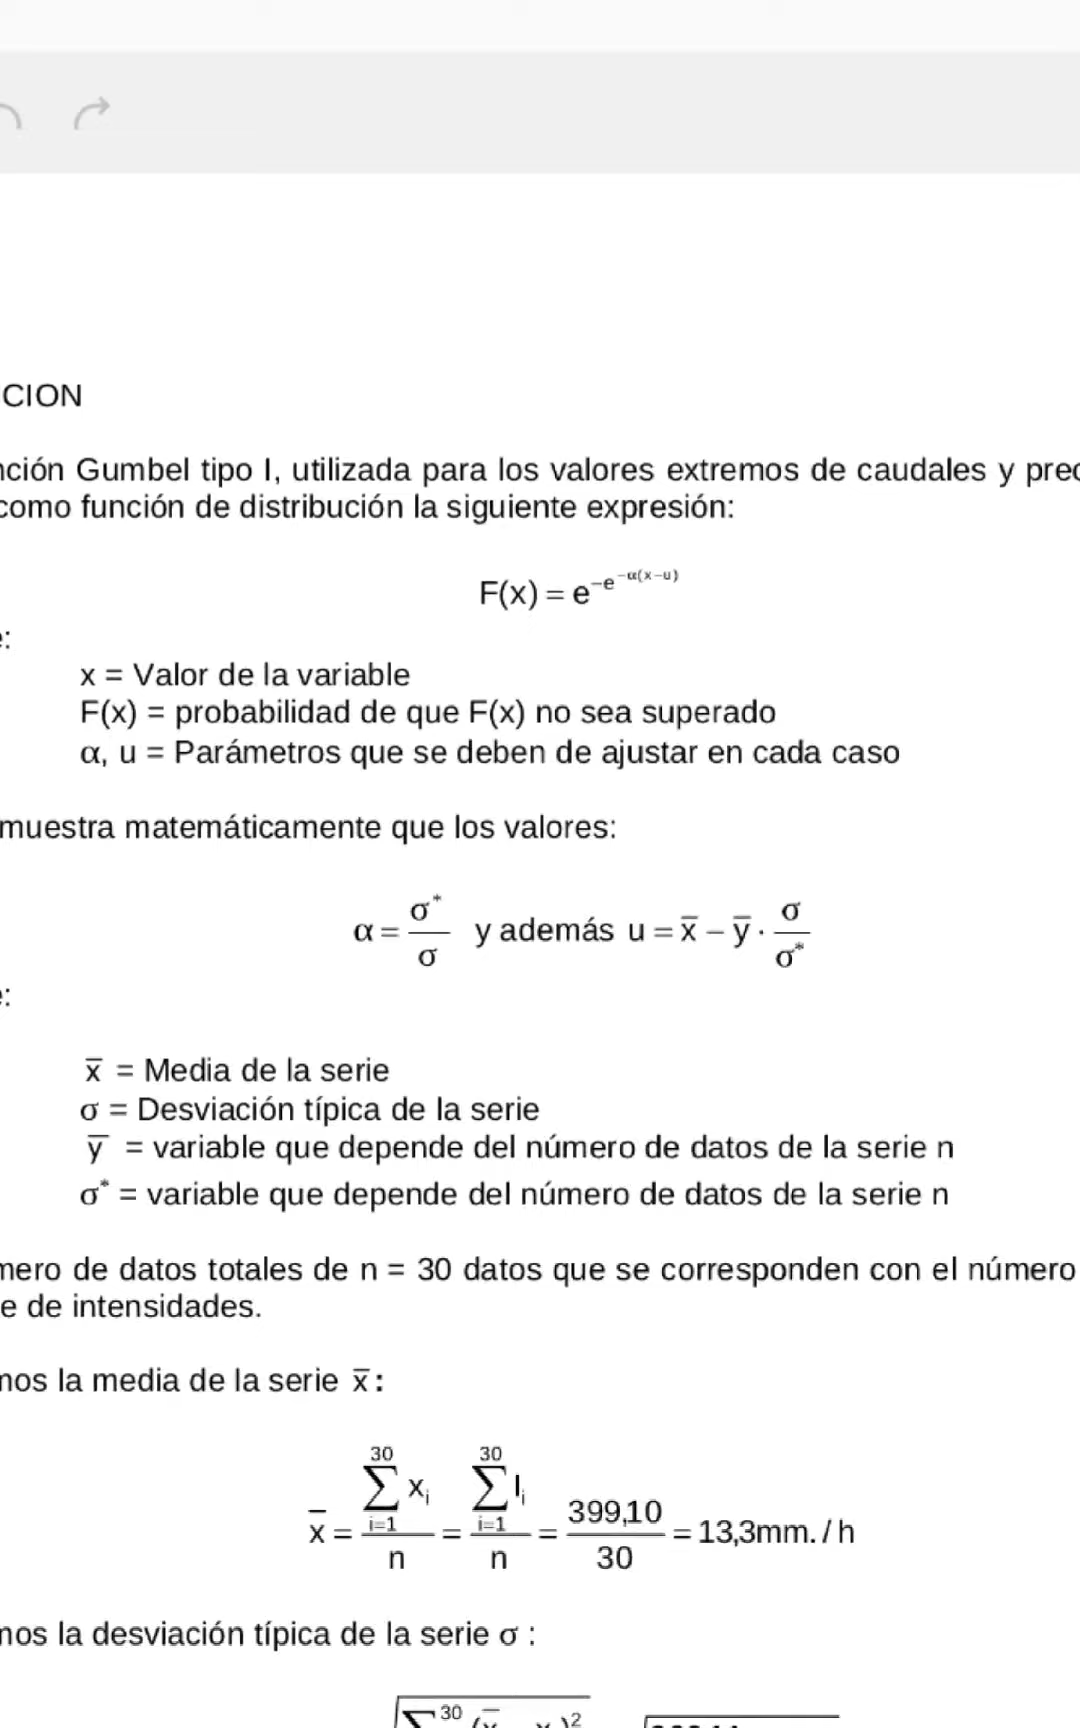 CION
nción Gumbel tipo I, utilizada para los valores extremos de caudales y prec
como función de distribución la siguiente expresión:
F(x) = e^{-e^{-α(x-u)}}
e:
x = Valor de la variable
F(x) = probabilidad de que F(x) no sea superado
α, u = Parámetros que se deben de ajustar en cada caso
muestra matemáticamente que los valores:
α = σ*/σ y además u = x̅ − y̅ · σ/σ*
e:
x̅ = Media de la serie
σ = Desviación típica de la serie
y̅ = variable que depende del número de datos de la serie n
σ* = variable que depende del número de datos de la serie n
mero de datos totales de n = 30 datos que se corresponden con el número
e de intensidades.
mos la media de la serie x̅:
x̅ = ∑_{i=1}^{30} x_i / n = ∑_{i=1}^{30} I_i / n = 399,10 / 30 = 13,3mm. / h
mos la desviación típica de la serie σ :